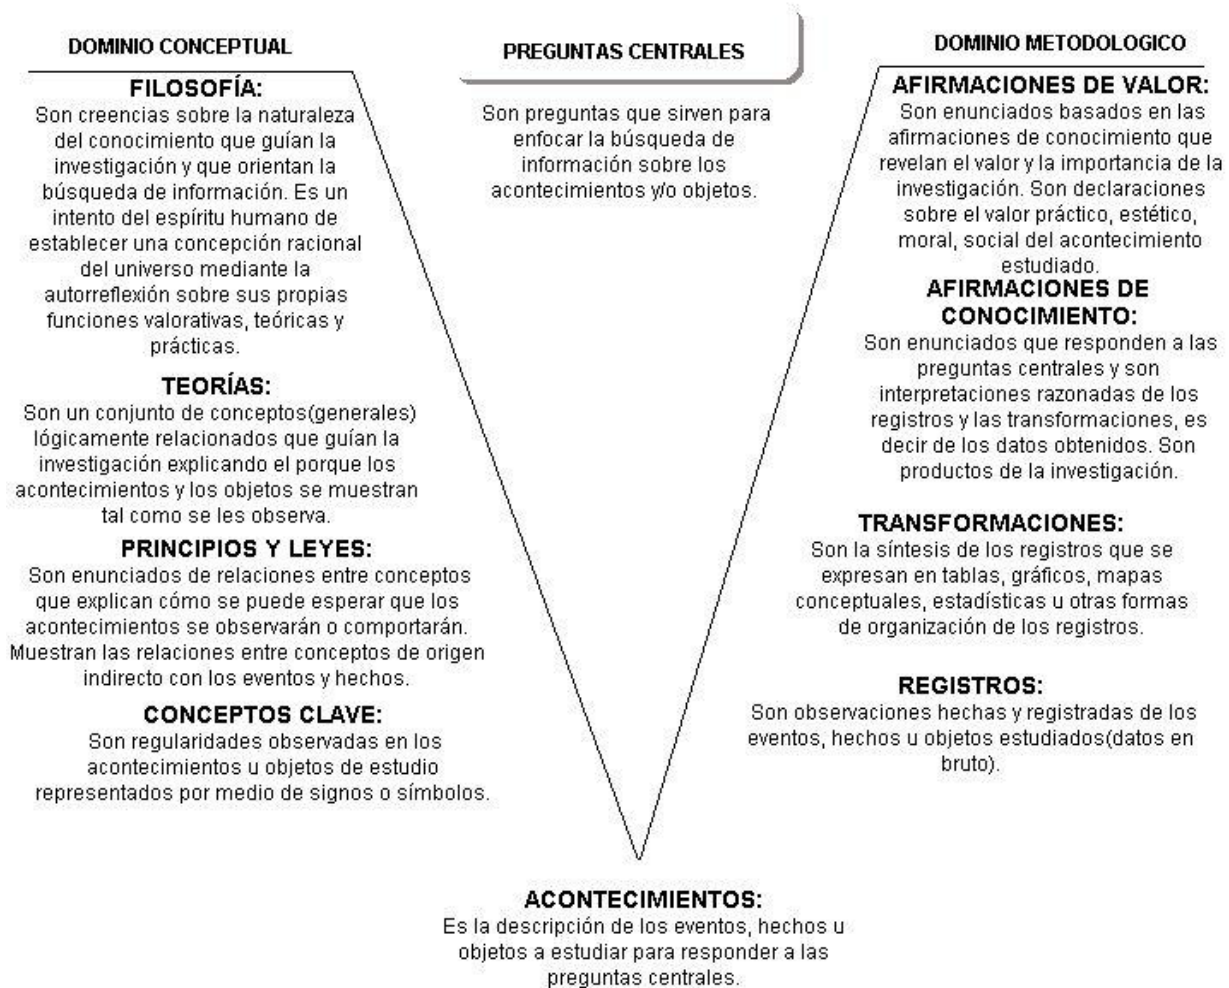 DOMINIO CONCEPTUAL
FILOSOFÍA:
Son creencias sobre la naturaleza
del conocimiento que guían la
investigación y que orientan la
búsqueda de información. Es un
intento del espíritu humano de
establecer una concepción racional
del universo mediante la
autorreflexión sobre sus propias
funciones valorativas, teóricas y
prácticas.
TEORÍAS:
Son un conjunto de conceptos(generales)
lógicamente relacionados que guían la
investigación explicando el porque los
acontecimientos y los objetos se muestran
tal como se les observa.
PRINCIPIOS Y LEYES:
Son enunciados de relaciones entre conceptos
que explican cómo se puede esperar que los
acontecimientos se observarán o comportarán.
Muestran las relaciones entre conceptos de origen
indirecto con los eventos y hechos.
CONCEPTOS CLAVE:
Son regularidades observadas en los
acontecimientos u objetos de estudio
representados por medio de signos o símbolos.
PREGUNTAS CENTRALES
Son preguntas que sirven para
enfocar la búsqueda de
información sobre los
acontecimientos y/o objetos.
DOMINIO METODOLOGICO
AFIRMACIONES DE VALOR:
Son enunciados basados en las
afirmaciones de conocimiento que
revelan el valor y la importancia de la
investigación. Son declaraciones
sobre el valor práctico, estético,
moral, social del acontecimiento
estudiado.
AFIRMACIONES DE
CONOCIMIENTO:
Son enunciados que responden a las
preguntas centrales y son
interpretaciones razonadas de los
registros y las transformaciones, es
decir de los datos obtenidos. Son
productos de la investigación.
TRANSFORMACIONES:
Son la síntesis de los registros que se
expresan en tablas, gráficos, mapas
conceptuales, estadísticas u otras formas
de organización de los registros.
REGISTROS:
Son observaciones hechas y registradas de los
eventos, hechos u objetos estudiados(datos en
bruto).
ACONTECIMIENTOS:
Es la descripción de los eventos, hechos u
objetos a estudiar para responder a las
preguntas centrales.